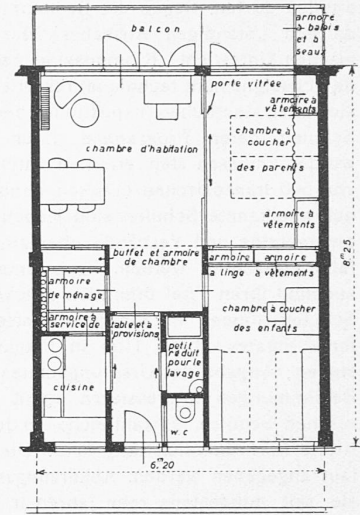 balcon
armoire
à balais
et à
seaux
porte vitrée
armoire à
vêtements
chambre d'habitation
chambre à
coucher
des parents
armoire à
vêtements
buffet et armoire
de chambre
armoire
armoire
à linge
à vêtements
armoire
de ménage
armoire à
service de
table et à
provisions
chambre à coucher
des enfants
petit
réduit
pour le
lavage
cuisine
w.c
8m25
6m20